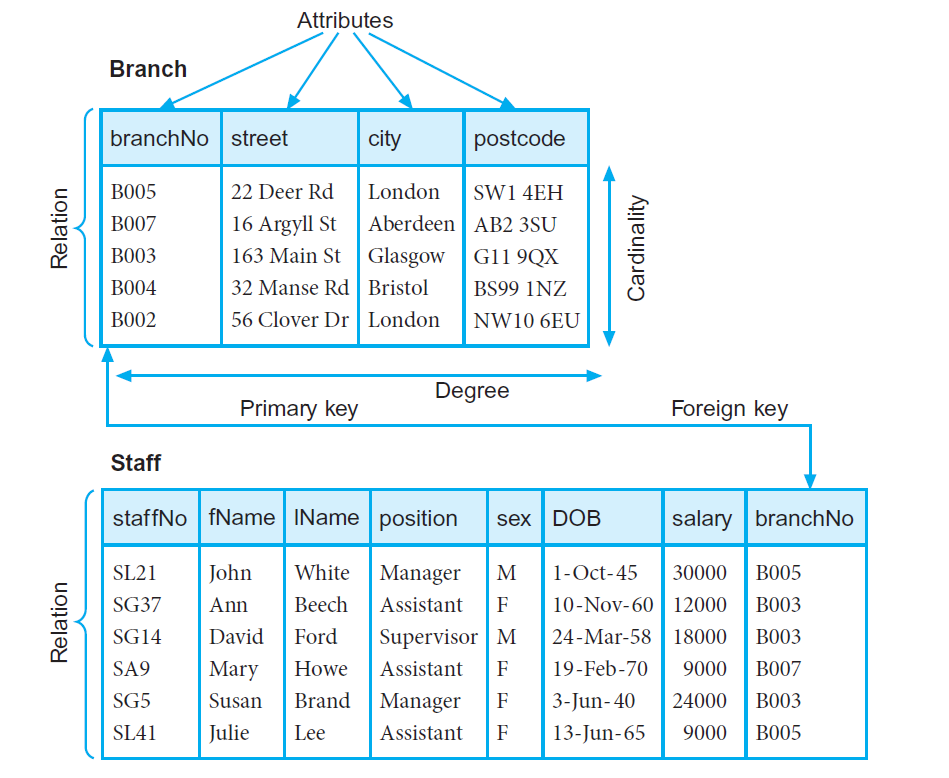 Attributes
Branch
branchNo street city postcode
B005 22 Deer Rd London SW1 4EH
B007 16 Argyll St Aberdeen AB2 3SU
B003 163 Main St Glasgow G11 9QX
B004 32 Manse Rd Bristol BS99 1NZ
B002 56 Clover Dr London NW10 6EU
Relation
Cardinality
Degree
Primary key
Foreign key
Staff
staffNo fName lName position sex DOB salary branchNo
SL21 John White Manager M 1-Oct-45 30000 B005
SG37 Ann Beech Assistant F 10-Nov-60 12000 B003
SG14 David Ford Supervisor M 24-Mar-58 18000 B003
SA9 Mary Howe Assistant F 19-Feb-70 9000 B007
SG5 Susan Brand Manager F 3-Jun-40 24000 B003
SL41 Julie Lee Assistant F 13-Jun-65 9000 B005
Relation